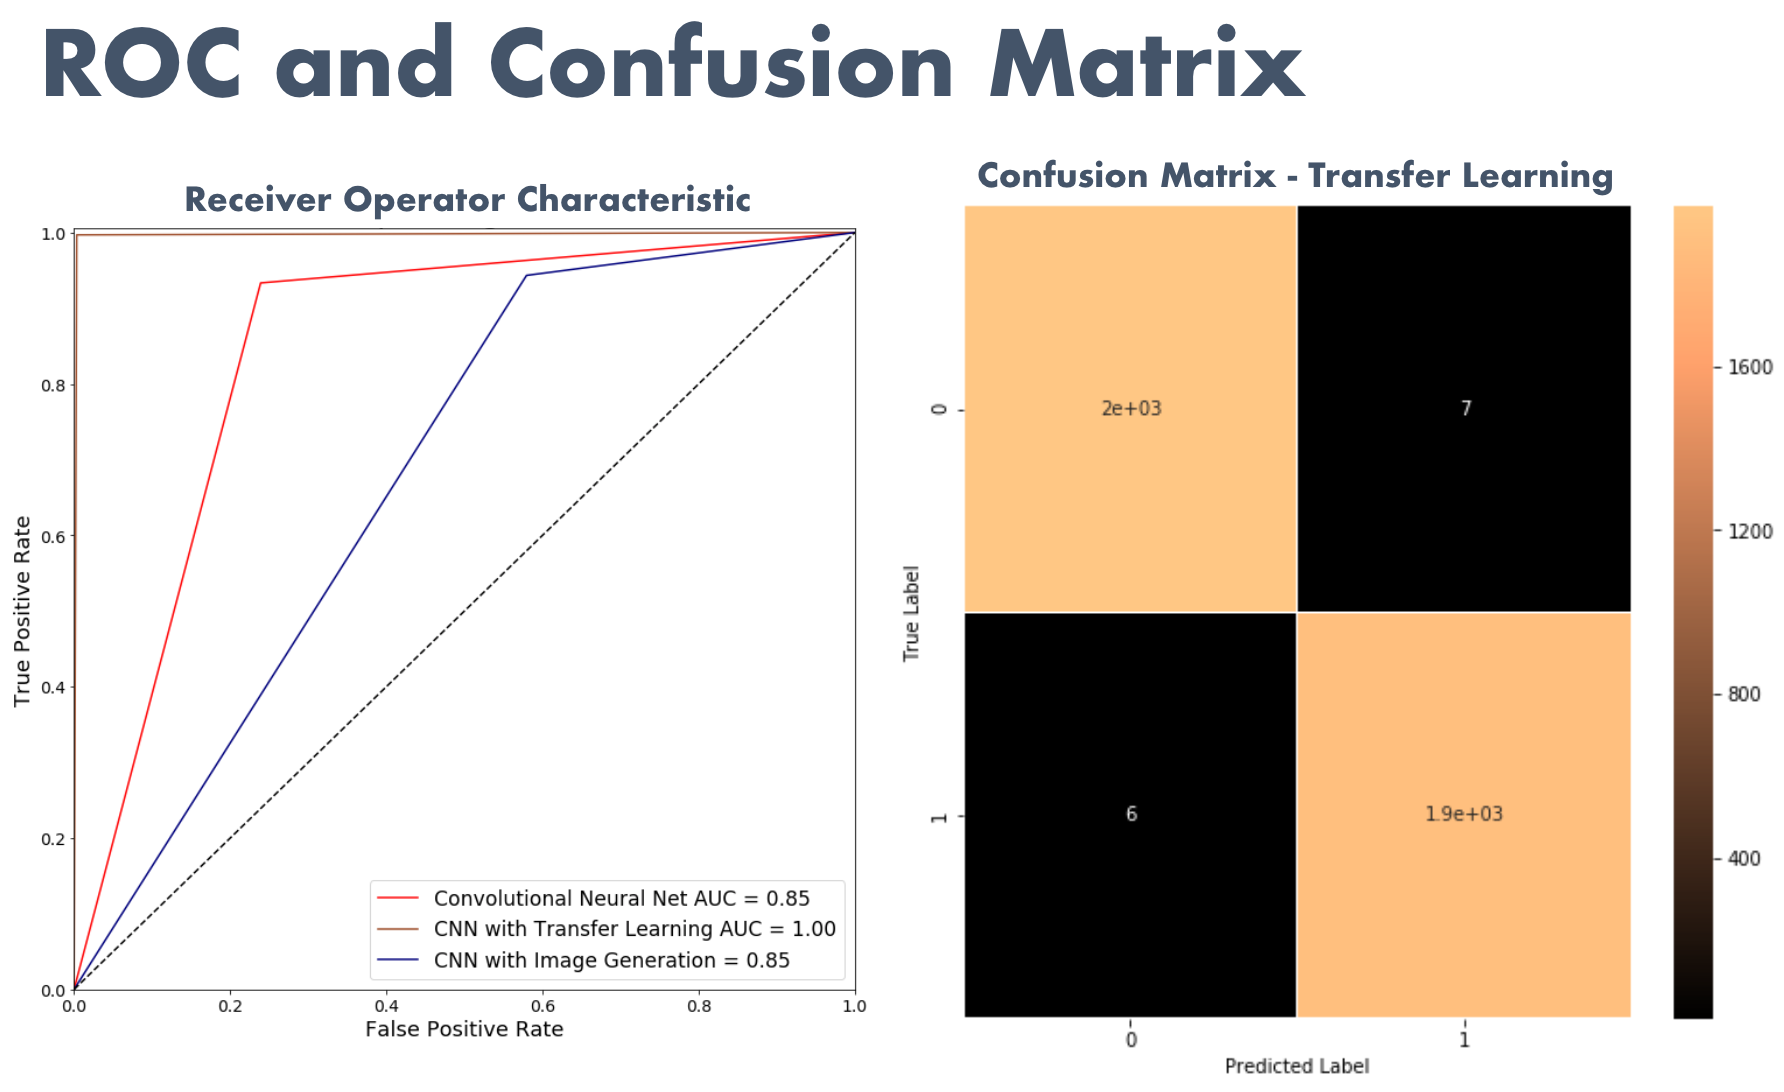 ROC and Confusion Matrix
Receiver Operator Characteristic
1.0
0.8
0.6
0.4
0.2
0.0
True Positive Rate
0.0 0.2 0.4 0.6 0.8 1.0
False Positive Rate
Convolutional Neural Net AUC = 0.85
CNN with Transfer Learning AUC = 1.00
CNN with Image Generation = 0.85
Confusion Matrix - Transfer Learning
True Label
0
1
2e+03 7
6 1.9e+03
0 1
Predicted Label
1600
1200
800
400